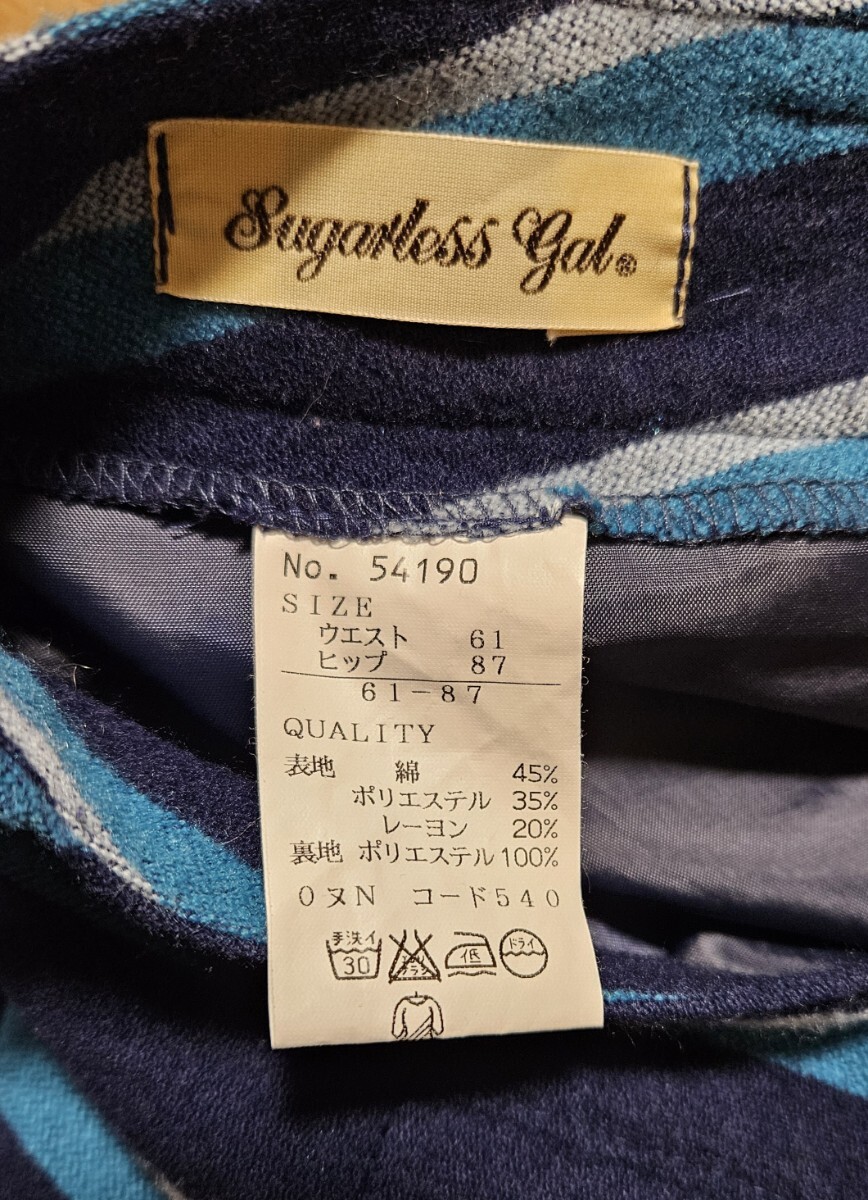 Sugarless Gal®
No. 54190
SIZE
ウエスト 61
ヒップ 87
61-87
QUALITY
表地 綿 45%
ポリエステル 35%
レーヨン 20%
裏地 ポリエステル 100%
0ヌN コード540
手洗イ 30 低 ドライ